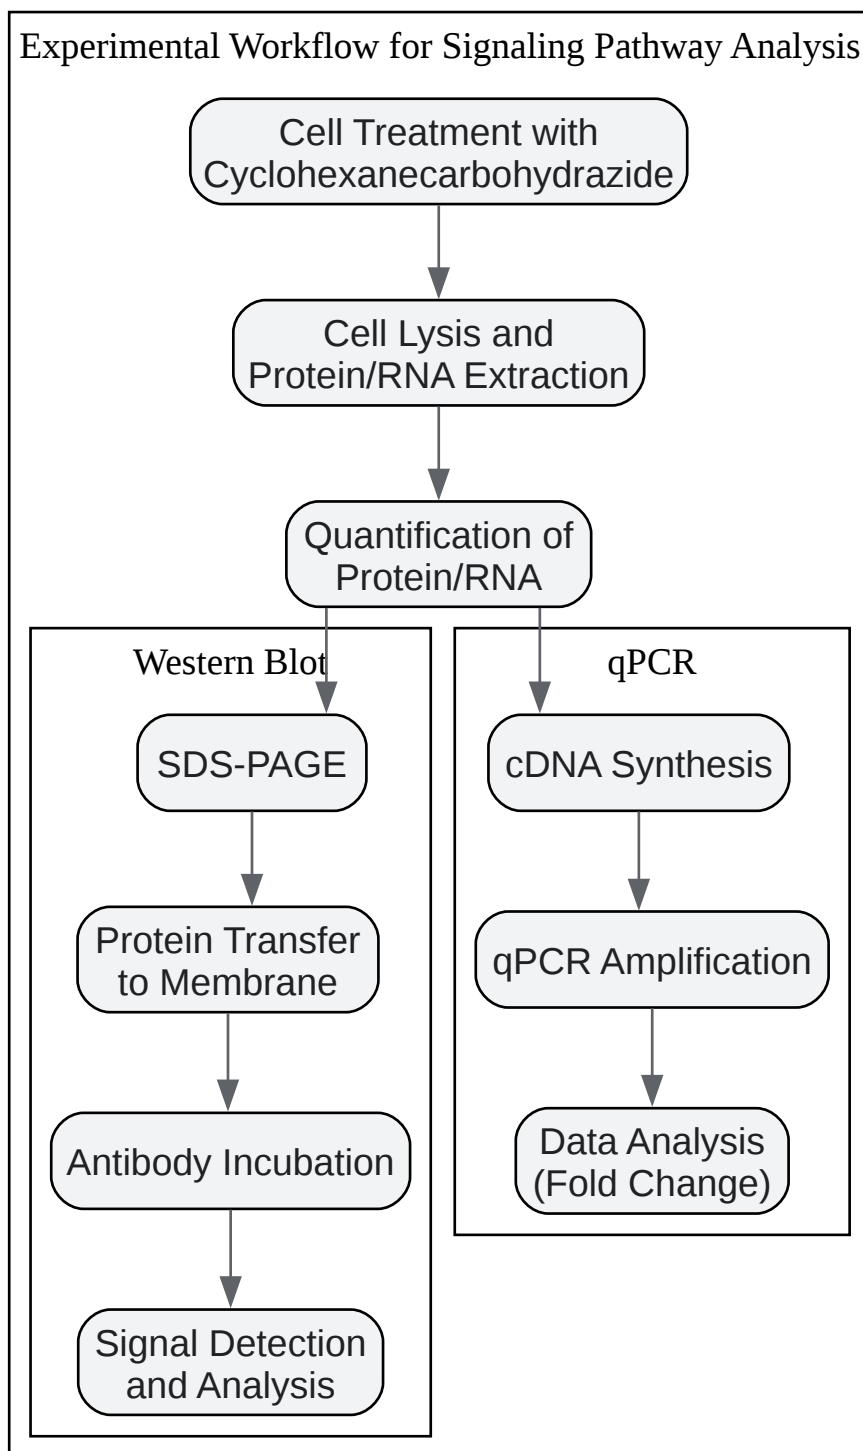 Experimental Workflow for Signaling Pathway Analysis
Cell Treatment with
Cyclohexanecarbohydrazide
Cell Lysis and
Protein/RNA Extraction
Quantification of
Protein/RNA
Western Blot
SDS-PAGE
Protein Transfer
to Membrane
Antibody Incubation
Signal Detection
and Analysis
qPCR
cDNA Synthesis
qPCR Amplification
Data Analysis
(Fold Change)